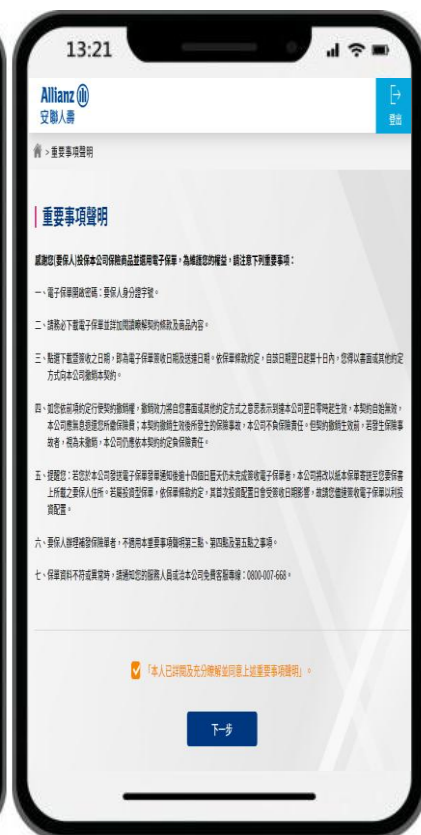 13:21
Allianz
安聯人壽
登出
> 重要事項聲明
重要事項聲明
感謝您(要保人)投保本公司保險商品並選用電子保單，為維護您的權益，請注意下列重要事項：
一、電子保單開啟密碼：要保人身分證字號。
二、請務必下載電子保單並詳加閱讀瞭解契約條款及商品內容。
三、點選下載暨簽收之日期，即為電子保單簽收日期及送達日期。依保單條款約定，自該日期翌日起算十日內，您得以書面或其他約定
方式向本公司撤銷本契約。
四、如您依前項約定行使契約撤銷權，撤銷效力將自您書面或其他約定方式之意思表示到達本公司翌日零時起生效，本契約自始無效，
本公司應無息退還您所繳保險費；本契約撤銷生效後所發生的保險事故，本公司不負保險責任。但契約撤銷生效前，若發生保險事
故者，視為未撤銷，本公司仍應依本契約約定負保險責任。
五、提醒您：若您於本公司發送電子保單發單通知後逾十四個日曆天仍未完成簽收電子保單者，本公司將改以紙本保單寄送至您要保書
上所載之要保人住所。若屬投資型保單，依保單條款約定，其首次投資配置日會受簽收日期影響，故請您儘速簽收電子保單以利投
資配置。
六、要保人辦理補發保險單者，不適用本重要事項聲明第三點、第四點及第五點之事項。
七、保單資料不符或異常時，請通知您的服務人員或洽本公司免費客服專線：0800-007-668。
「本人已詳閱及充分瞭解並同意上述重要事項聲明」。
下一步